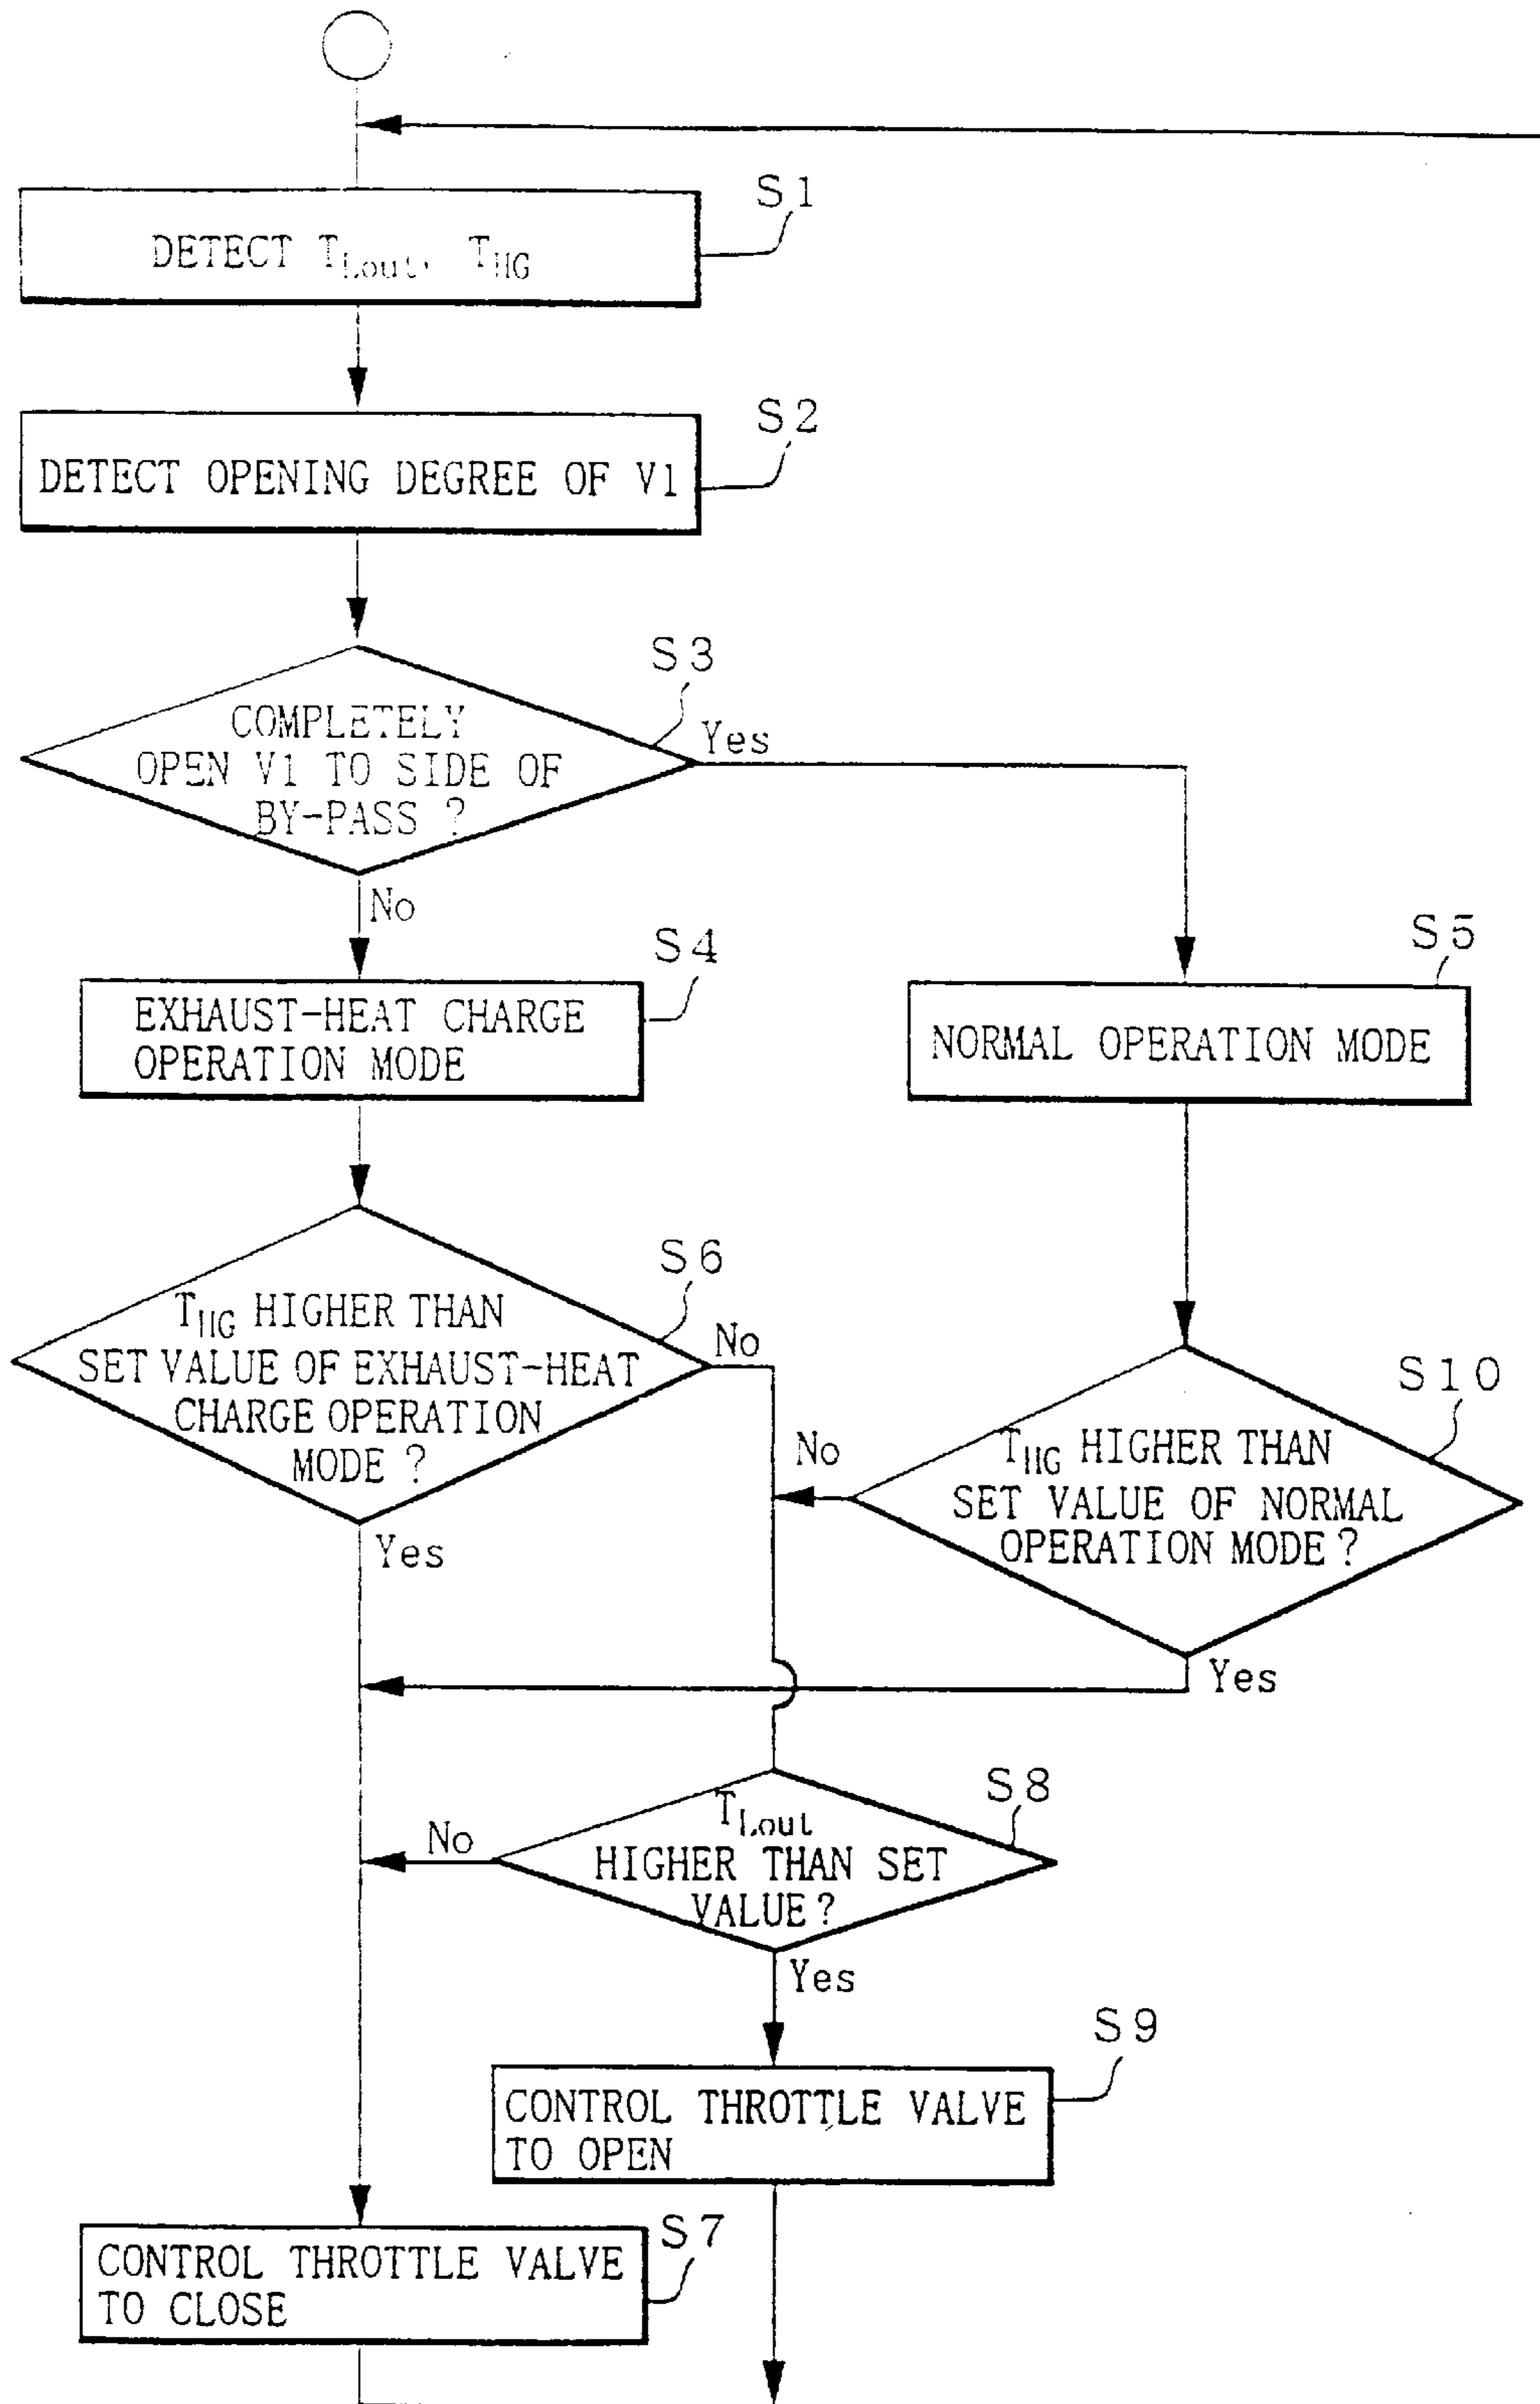 S1
DETECT T_Lout, T_HG
S2
DETECT OPENING DEGREE OF V1
S3
COMPLETELY
OPEN V1 TO SIDE OF
BY-PASS ?
Yes
No
S4
EXHAUST-HEAT CHARGE
OPERATION MODE
S5
NORMAL OPERATION MODE
S6
T_HG HIGHER THAN
SET VALUE OF EXHAUST-HEAT
CHARGE OPERATION
MODE ?
No
Yes
S10
T_HG HIGHER THAN
SET VALUE OF NORMAL
OPERATION MODE ?
No
Yes
S8
T_Lout
HIGHER THAN SET
VALUE ?
No
Yes
S9
CONTROL THROTTLE VALVE
TO OPEN
S7
CONTROL THROTTLE VALVE
TO CLOSE